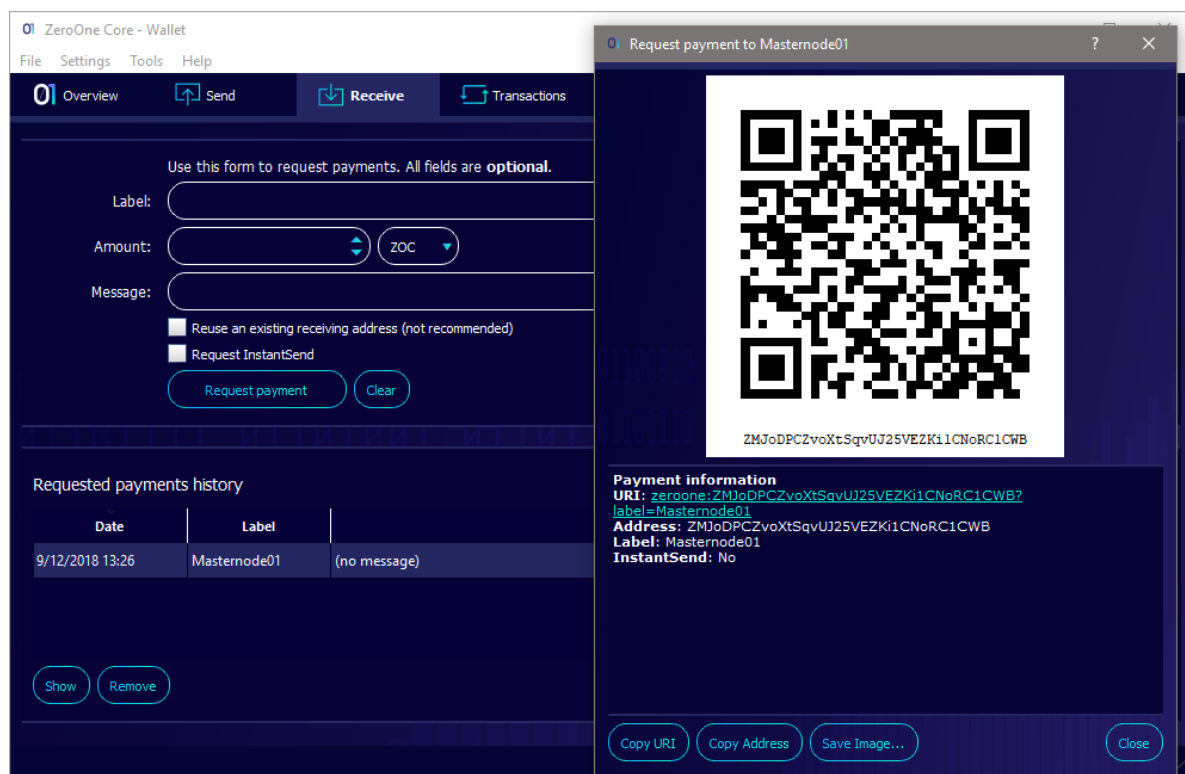 ZeroOne Core - Wallet
File Settings Tools Help
01 Overview Send Receive Transactions
Use this form to request payments. All fields are optional.
Label:
Amount: ZOC
Message:
Reuse an existing receiving address (not recommended)
Request InstantSend
Request payment Clear
Requested payments history
Date Label
9/12/2018 13:26 Masternode01 (no message)
Show Remove
Request payment to Masternode01 ?
ZMJoDPCZvoXtSqvUJ25VEZKi1CNoRC1CWB
Payment information
URI: zeroone:ZMJoDPCZvoXtSqvUJ25VEZKi1CNoRC1CWB?
label=Masternode01
Address: ZMJoDPCZvoXtSqvUJ25VEZKi1CNoRC1CWB
Label: Masternode01
InstantSend: No
Copy URI Copy Address Save Image... Close